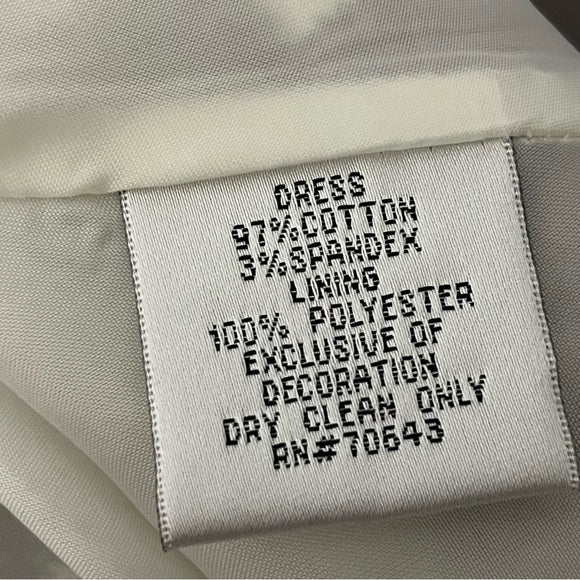 DRESS
97%COTTON
3%SPANDEX
LINING
100% POLYESTER
EXCLUSIVE OF
DECORATION
DRY CLEAN ONLY
RN#70643